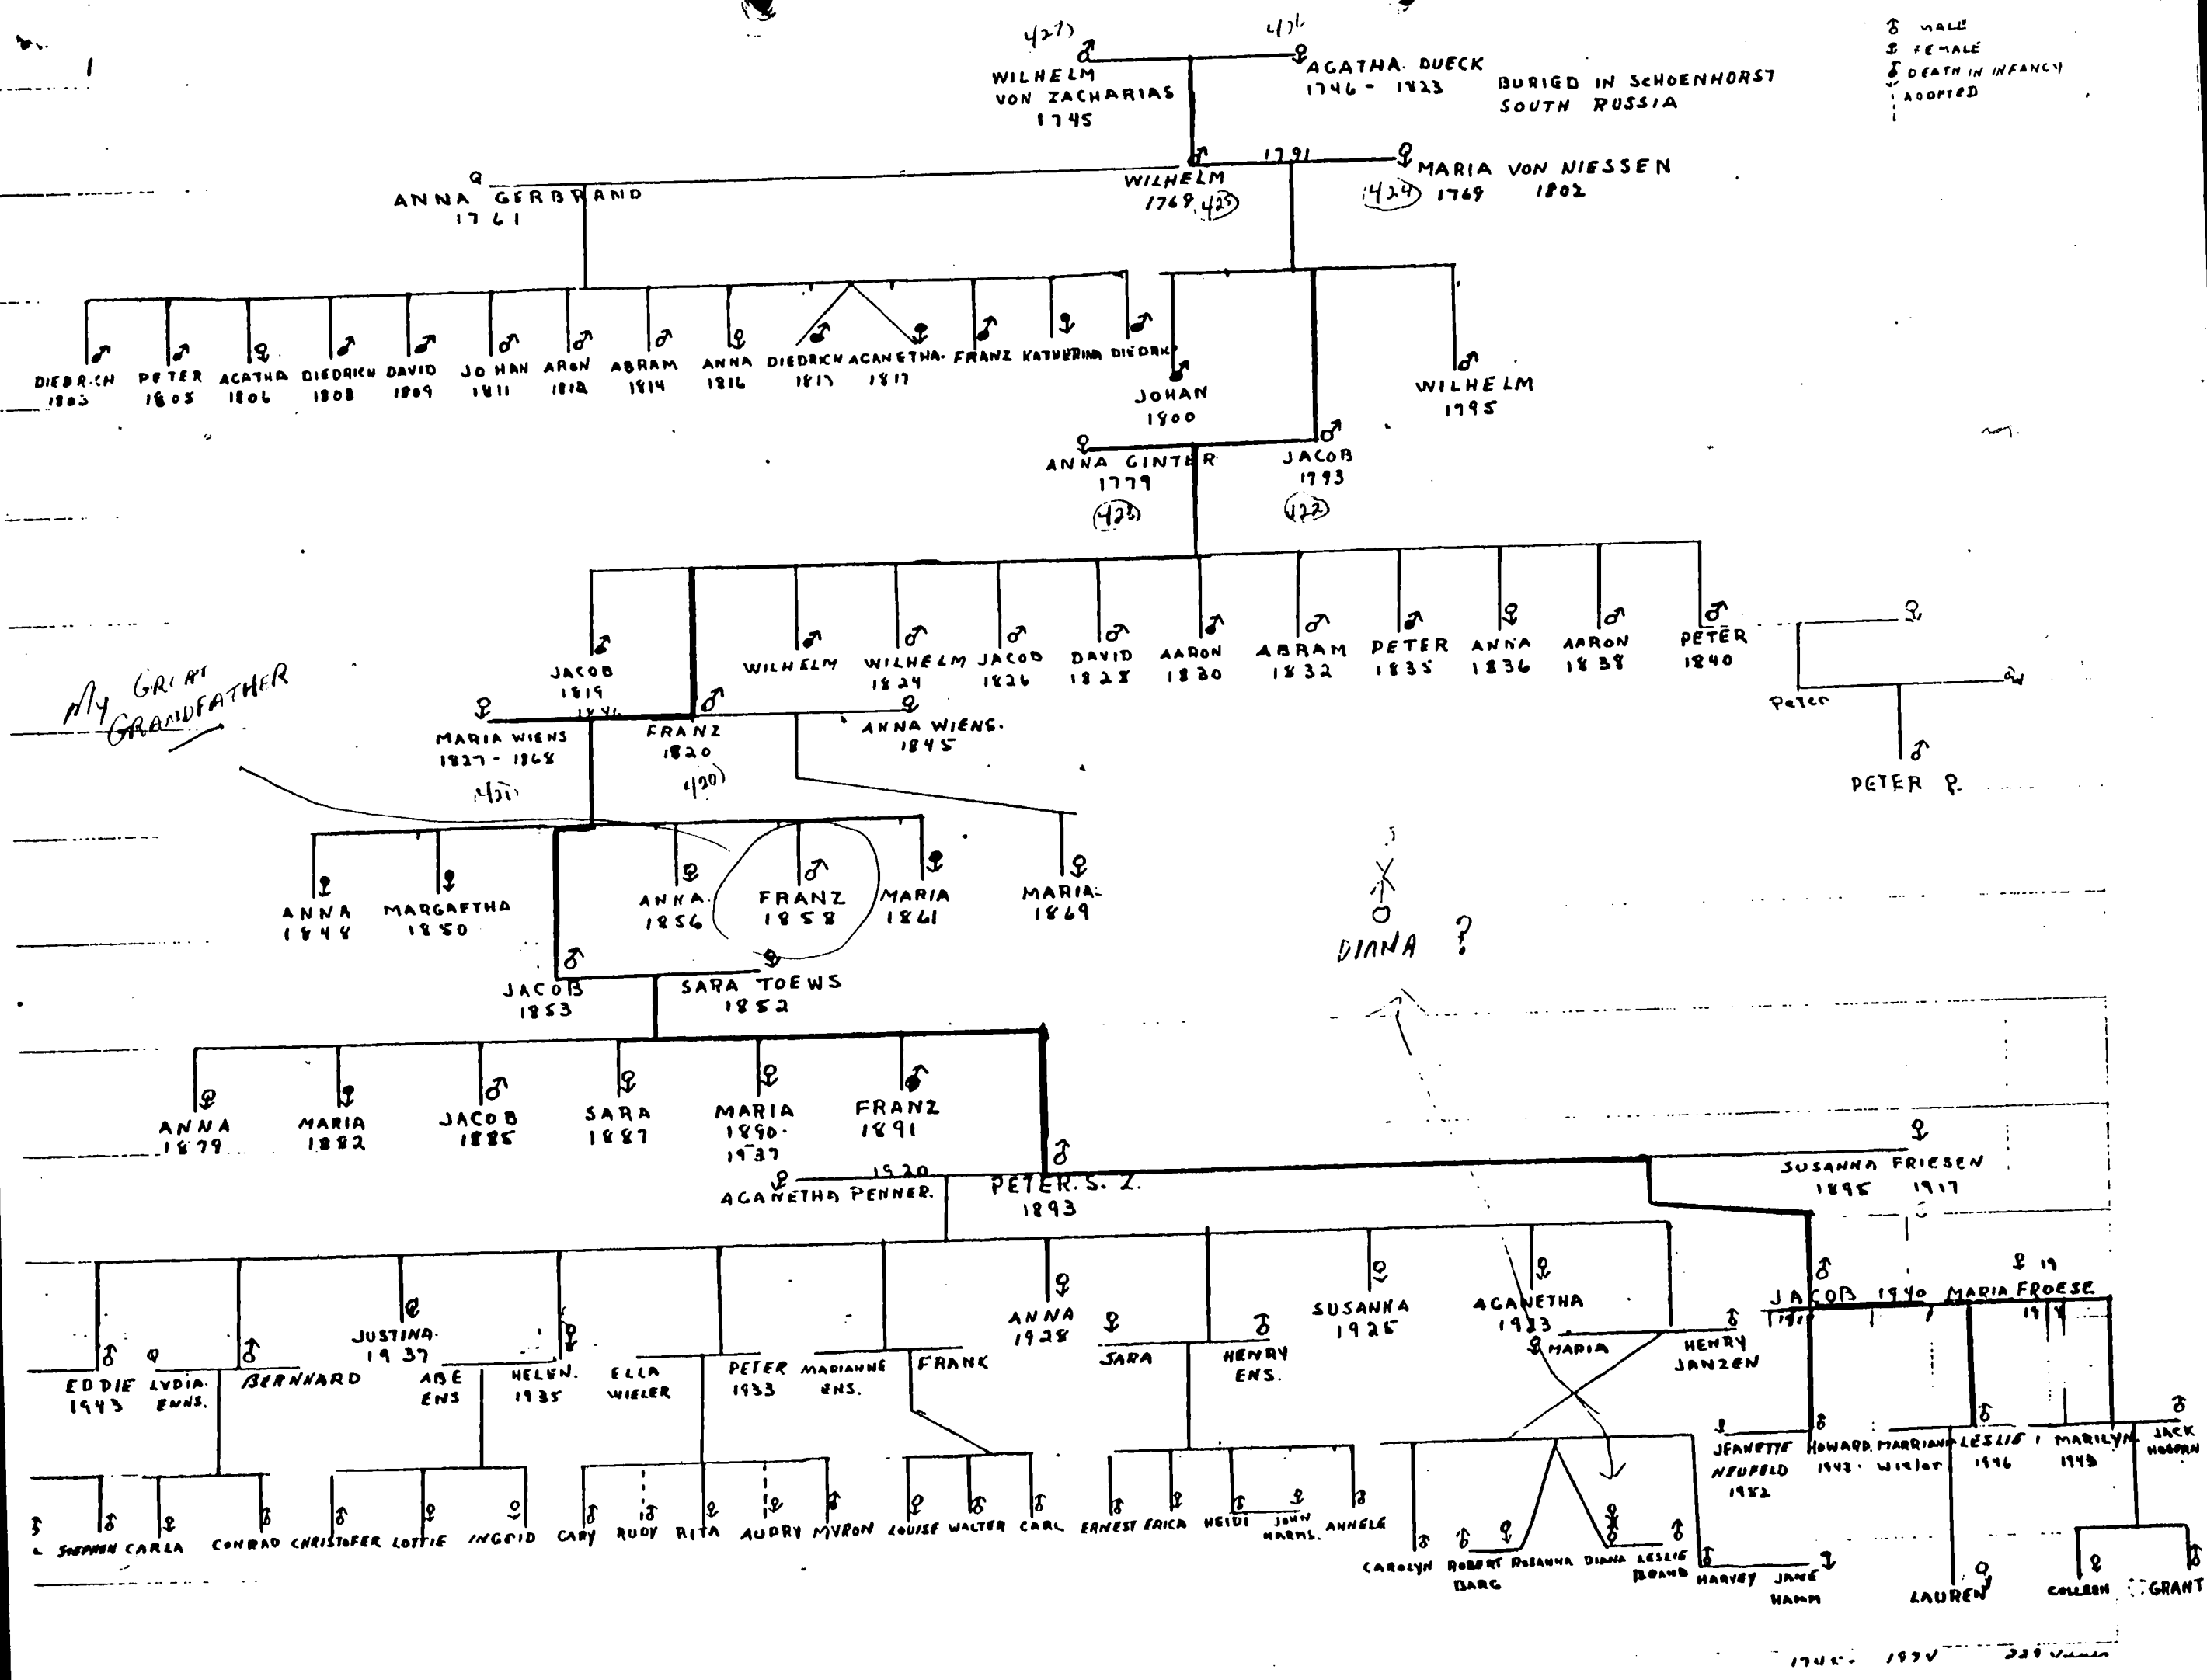 1
♂ MALE
♀ FEMALE
DEATH IN INFANCY
ADOPTED
427)
WILHELM
VON ZACHARIAS
1745
AGATHA. DUECK
1746 - 1823
BURIED IN SCHOENHORST
SOUTH RUSSIA
ANNA GERBRAND
1761
WILHELM
1768 425
1791
MARIA VON NIESSEN
424 1769 1802
DIEDRICH
PETER
1805
AGATHA
1806
DIEDRICH
1808
DAVID
1809
JOHAN
1811
ARON
1812
ABRAM
1814
ANNA
1816
DIEDRICH
1817
AGANETHA.
1817
FRANZ
KATHERINA
DIEDRK
JOHAN
1800
WILHELM
1795
ANNA GINTER
1779
423
JACOB
1793
422
JACOB
1819
WILHELM
WILHELM
1824
JACOB
1826
DAVID
1828
AARON
1830
ABRAM
1832
PETER
1835
ANNA
1836
AARON
1838
PETER
1840
Peter
PETER P.
My GREAT
GRANDFATHER
1846
MARIA WIENS
1827 - 1868
421)
FRANZ
1820
420)
ANNA WIENS.
1845
ANNA
1848
MARGAETHA
1850
ANNA.
1856
FRANZ
1858
MARIA
1861
MARIA-
1869
DIANA ?
JACOB
1853
SARA TOEWS
1852
ANNA
1879
MARIA
1882
JACOB
1885
SARA
1887
MARIA
1890-
1937
FRANZ
1891
AGANETHA PENNER.
1920
PETER. S. Z.
1893
SUSANNA FRIESEN
1895 1917
EDDIE
1943
LYDIA.
ENNS.
BERNHARD
JUSTINA.
1937
ABE
ENS
HELEN.
1935
ELLA
WIELER
PETER
1933
MARIANNE
ENS.
FRANK
ANNA
1928
SARA
HENRY
ENS.
SUSANNA
1925
AGANETHA
1923
MARIA
HENRY
JANZEN
JACOB 1940 MARIA FROESE
19
JEANETTE
NEUFELD
1952
HOWARD.
MARRIANN
Wieler
LESLIE
1946
MARILYN
1949
JACK
STEPHEN
CARLA
CONRAD
CHRISTOFER
LOTTIE
INGRID
GARY
RUDY
RITA
AUDRY
MYRON
LOUISE
WALTER
CARL
ERNEST
ERICA
HEIDI
JOHN
HARMS.
ANNELE
CAROLYN
ROBERT
BARG
ROSANNA
DIANA
LESLIE
BRAND
HARVEY
JANE
HAMM
LAUREN
COLLEEN
GRANT